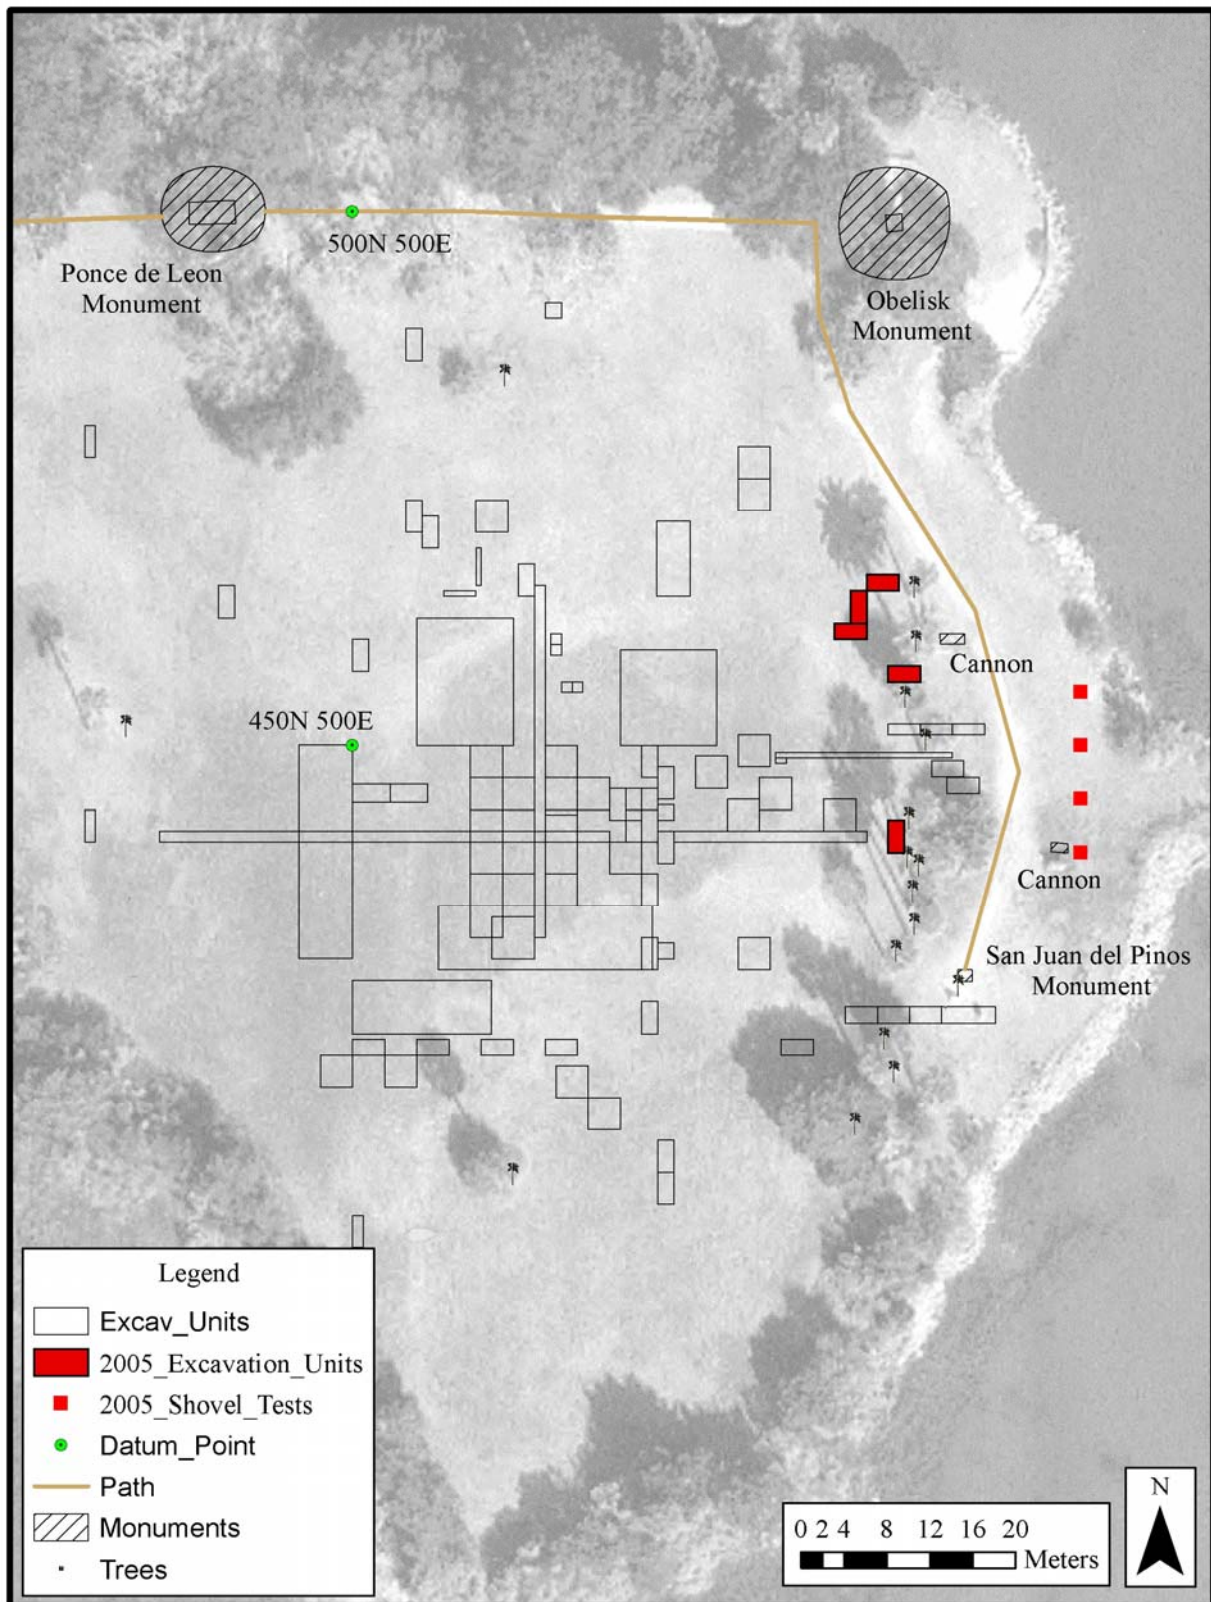 500N 500E
Ponce de Leon
Monument
Obelisk
Monument
Cannon
450N 500E
Cannon
San Juan del Pinos
Monument
Legend
Excav_Units
2005_Excavation_Units
2005_Shovel_Tests
Datum_Point
Path
Monuments
Trees
0 2 4 8 12 16 20
Meters
N